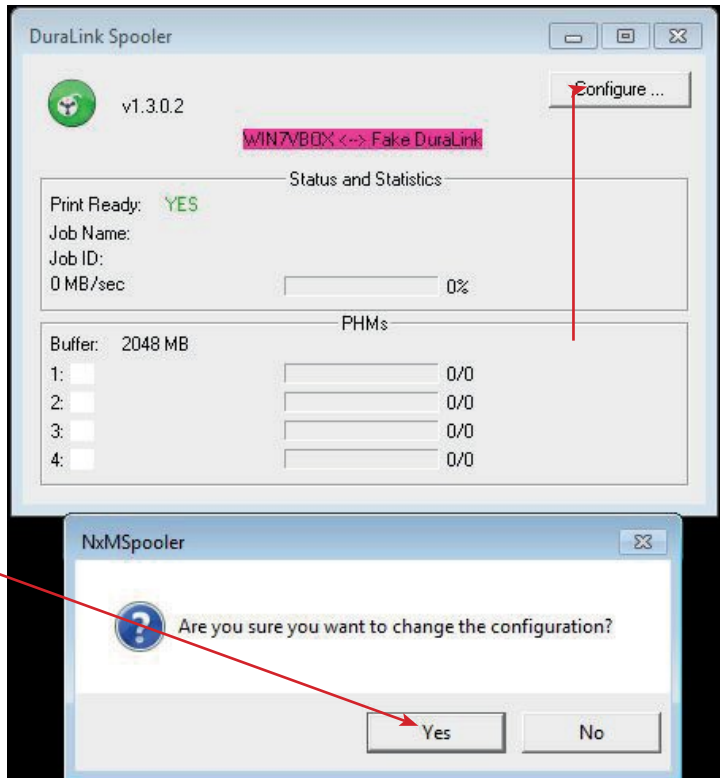 DuraLink Spooler
Configure ...
v1.3.0.2
WIN7VBOX <--> Fake DuraLink
Status and Statistics
Print Ready: YES
Job Name:
Job ID:
0 MB/sec 0%
PHMs
Buffer: 2048 MB
1: 0/0
2: 0/0
3: 0/0
4: 0/0
NxMSpooler
Are you sure you want to change the configuration?
Yes No